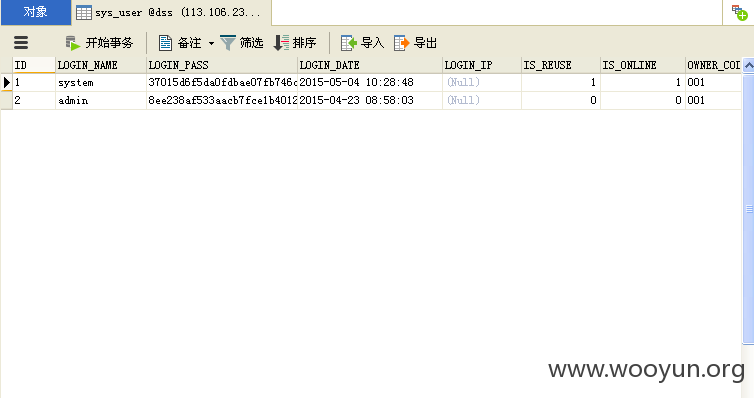 对象 sys_user @dss (113.106.23...
开始事务 备注 筛选 排序 导入 导出
ID LOGIN_NAME LOGIN_PASS LOGIN_DATE LOGIN_IP IS_REUSE IS_ONLINE OWNER_COD
1 system 37015d6f5da0fdbae07fb746c 2015-05-04 10:28:48 (Null) 1 1 001
2 admin 8ee238af533aacb7fce1b4012 2015-04-23 08:58:03 (Null) 0 0 001
www.wooyun.org